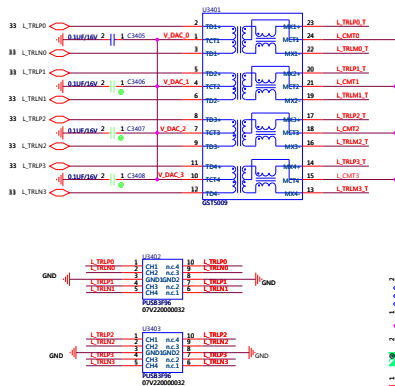 U3401
33 L_TRLP0 2 TD1+ MX1+ 23 L_TRLP0_T
0.1UF/16V 2 1 C3405 V_DAC_0 1 TCT1 MCT1 24 L_CMT0
33 L_TRLN0 3 TD1- MX1- 22 L_TRLM0_T
33 L_TRLP1 5 TD2+ MX2+ 20 L_TRLP1_T
0.1UF/16V 2 1 C3406 V_DAC_1 4 TCT2 MCT2 21 L_CMT1
33 L_TRLN1 6 TD2- MX2- 19 L_TRLM1_T
33 L_TRLP2 8 TD3+ MX3+ 17 L_TRLP2_T
0.1UF/16V 2 1 C3407 V_DAC_2 7 TCT3 MCT3 18 L_CMT2
33 L_TRLN2 9 TD3- MX3- 16 L_TRLM2_T
33 L_TRLP3 11 TD4+ MX4+ 14 L_TRLP3_T
0.1UF/16V 2 1 C3408 V_DAC_3 10 TCT4 MCT4 15 L_CMT3
33 L_TRLN3 12 TD4- MX4- 13 L_TRLM3_T
GST5009
U3402
L_TRLP0 1 CH1 n.c.4 10 L_TRLP0
L_TRLN0 2 CH2 n.c.3 9 L_TRLN0
GND 3 GND1 GND2 8 GND
L_TRLP1 4 CH3 n.c.2 7 L_TRLP1
L_TRLN1 5 CH4 n.c.1 6 L_TRLN1
PUSB3F96
07V220000032
U3403
L_TRLP2 1 CH1 n.c.4 10 L_TRLP2
L_TRLN2 2 CH2 n.c.3 9 L_TRLN2
GND 3 GND1 GND2 8 GND
L_TRLP3 4 CH3 n.c.2 7 L_TRLP3
L_TRLN3 5 CH4 n.c.1 6 L_TRLN3
PUSB3F96
07V220000032
2
1
2
1